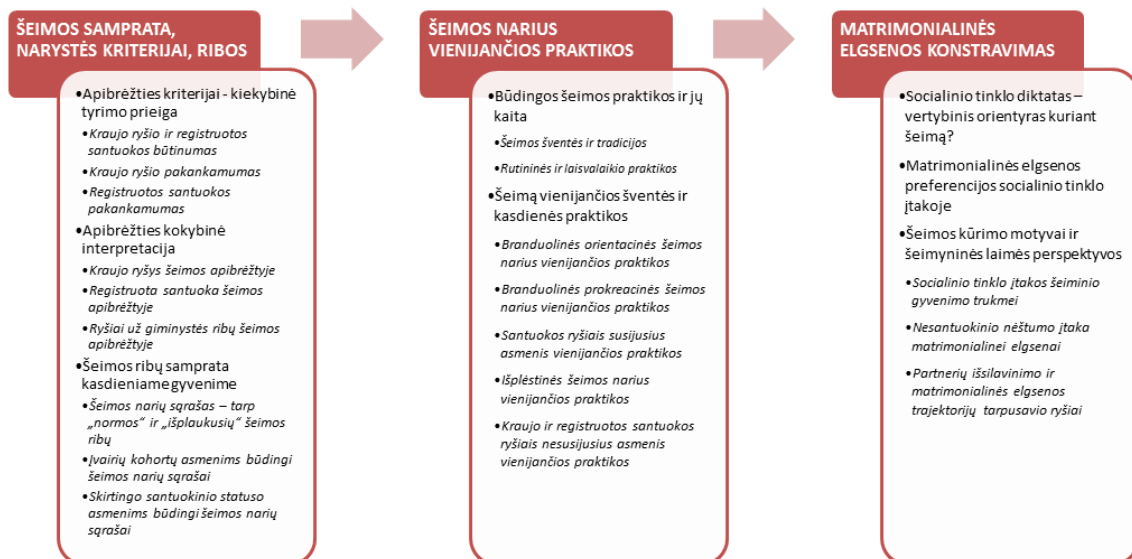 ŠEIMOS SAMPRATA,
NARYSTĖS KRITERIJAI, RIBOS
•Apibrėžties kriterijai - kiekybinė
tyrimo prieiga
•Kraujo ryšio ir registruotos
santuokos būtinumas
•Kraujo ryšio pakankamumas
•Registruotos santuokos
pakankamumas
•Apibrėžties kokybinė
interpretacija
•Kraujo ryšys šeimos apibrėžtyje
•Registruota santuoka šeimos
apibrėžtyje
•Ryšiai už giminystės ribų šeimos
apibrėžtyje
•Šeimos ribų samprata
kasdieniame gyvenime
•Šeimos narių sąrašas – tarp
„normos“ ir „išplaukusių“ šeimos
ribų
•Įvairių kohortų asmenims būdingi
šeimos narių sąrašai
•Skirtingo santuokinio statuso
asmenims būdingi šeimos narių
sąrašai
ŠEIMOS NARIUS
VIENIJANČIOS PRAKTIKOS
•Būdingos šeimos praktikos ir jų
kaita
•Šeimos šventės ir tradicijos
•Rutininės ir laisvalaikio praktikos
•Šeimą vienijančios šventės ir
kasdienės praktikos
•Branduolinės orientacinės šeimos
narius vienijančios praktikos
•Branduolinės prokreacinės šeimos
narius vienijančios praktikos
•Santuokos ryšiais susijusius
asmenis vienijančios praktikos
•Išplėstinės šeimos narius
vienijančios praktikos
•Kraujo ir registruotos santuokos
ryšiais nesusijusius asmenis
vienijančios praktikos
MATRIMONIALINĖS
ELGSENOS KONSTRAVIMAS
•Socialinio tinklo diktatas –
vertybinis orientyras kuriant
šeimą?
•Matrimonialinės elgsenos
preferencijos socialinio tinklo
įtakoje
•Šeimos kūrimo motyvai ir
šeimyninės laimės perspektyvos
•Socialinio tinklo įtakos šeiminio
gyvenimo trukmei
•Nesantuokinio nėštumo įtaka
matrimonialinei elgsenai
•Partnerių išsilavinimo ir
matrimonialinės elgsenos
trajektorijų tarpusavio ryšiai